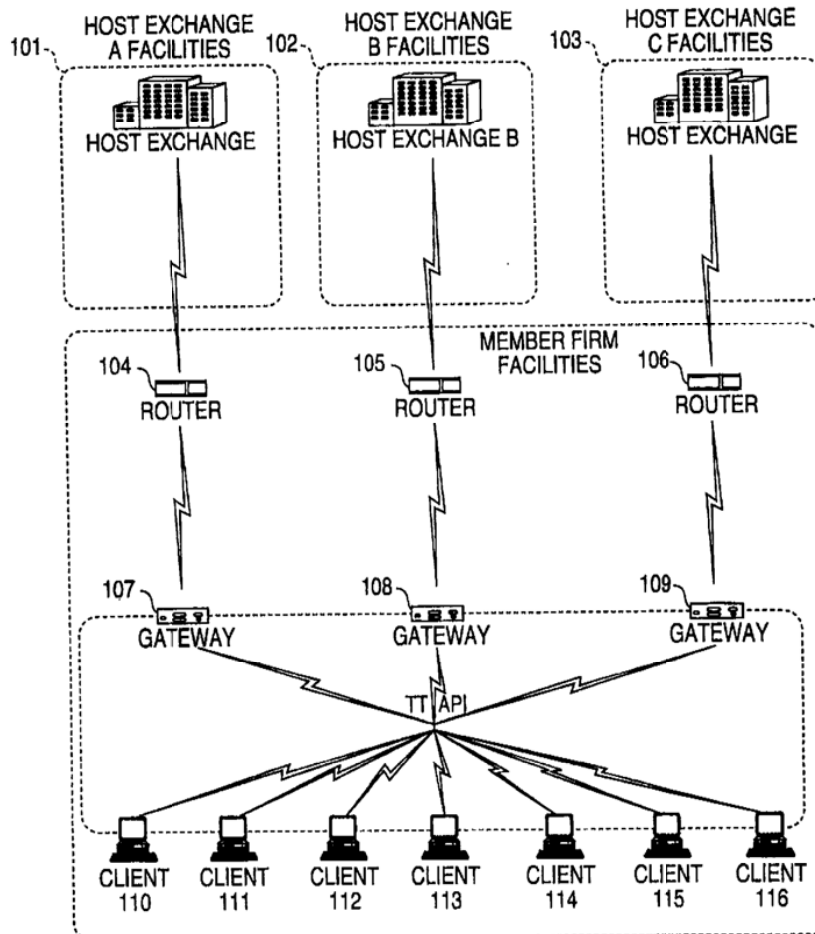 HOST EXCHANGE
A FACILITIES
101
HOST EXCHANGE
HOST EXCHANGE
B FACILITIES
102
HOST EXCHANGE B
HOST EXCHANGE
C FACILITIES
103
HOST EXCHANGE
MEMBER FIRM
FACILITIES
104
ROUTER
105
ROUTER
106
ROUTER
107
GATEWAY
108
GATEWAY
109
GATEWAY
TT API
CLIENT
110
CLIENT
111
CLIENT
112
CLIENT
113
CLIENT
114
CLIENT
115
CLIENT
116